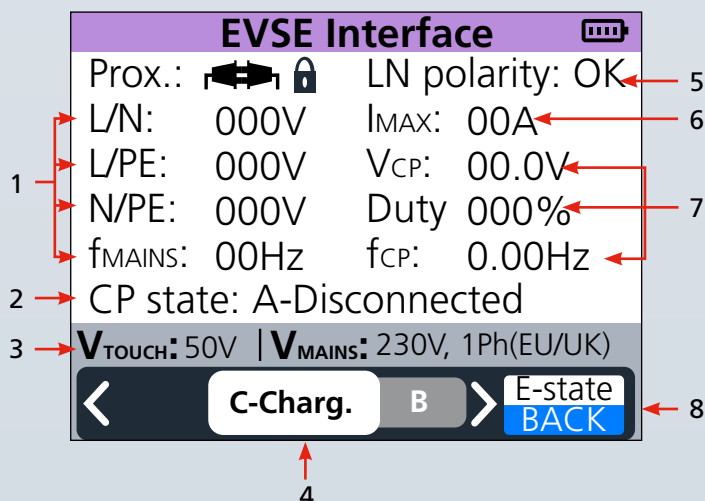 EVSE Interface
Prox.: LN polarity: OK 5
L/N: 000V IMAX: 00A 6
L/PE: 000V VCP: 00.0V
1
N/PE: 000V Duty 000% 7
fMAINS: 00Hz fCP: 0.00Hz
2 CP state: A-Disconnected
3 VTOUCH: 50V | VMAINS: 230V, 1Ph(EU/UK)
C-Charg. B E-state
BACK 8
4